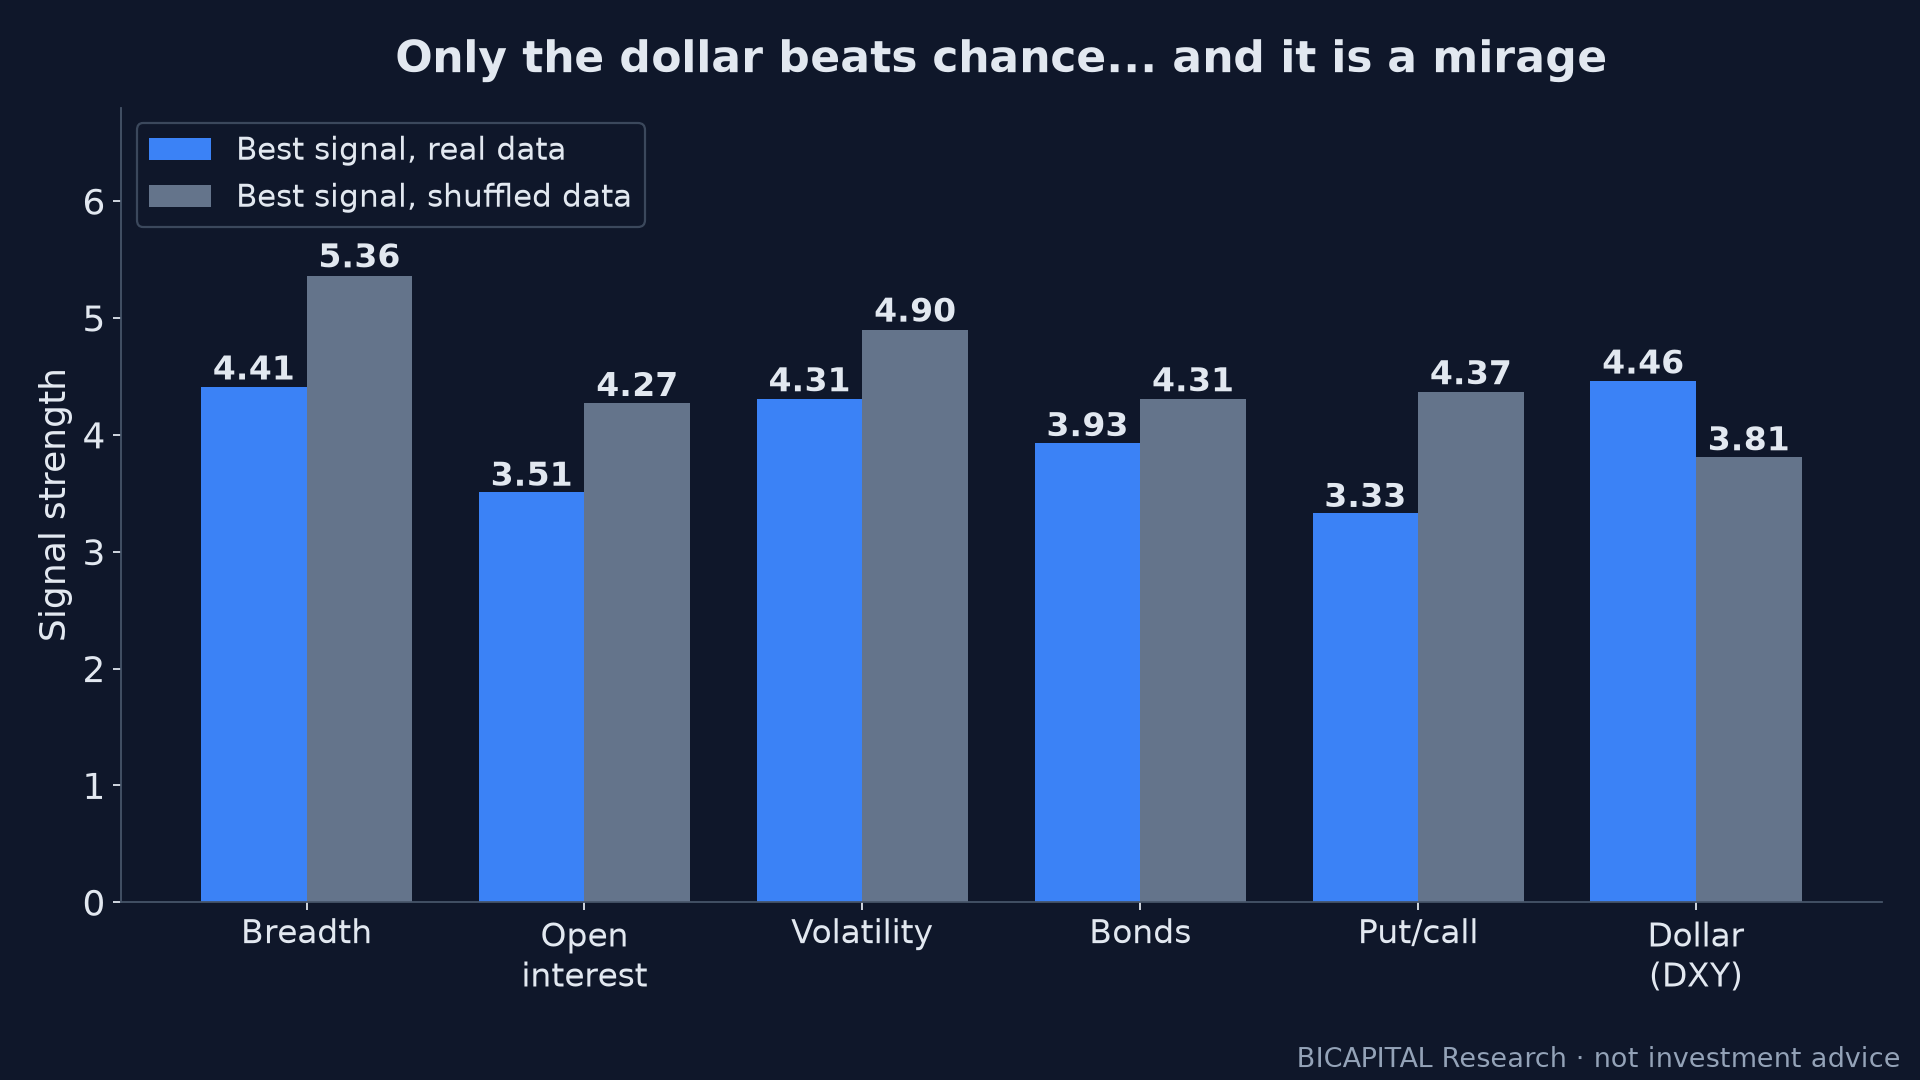 Only the dollar beats chance... and it is a mirage
Best signal, real data
Best signal, shuffled data
Signal strength
6
5
4
3
2
1
0
4.41
5.36
3.51
4.27
4.31
4.90
3.93
4.31
3.33
4.37
4.46
3.81
Breadth
Open
interest
Volatility
Bonds
Put/call
Dollar
(DXY)
BICAPITAL Research · not investment advice